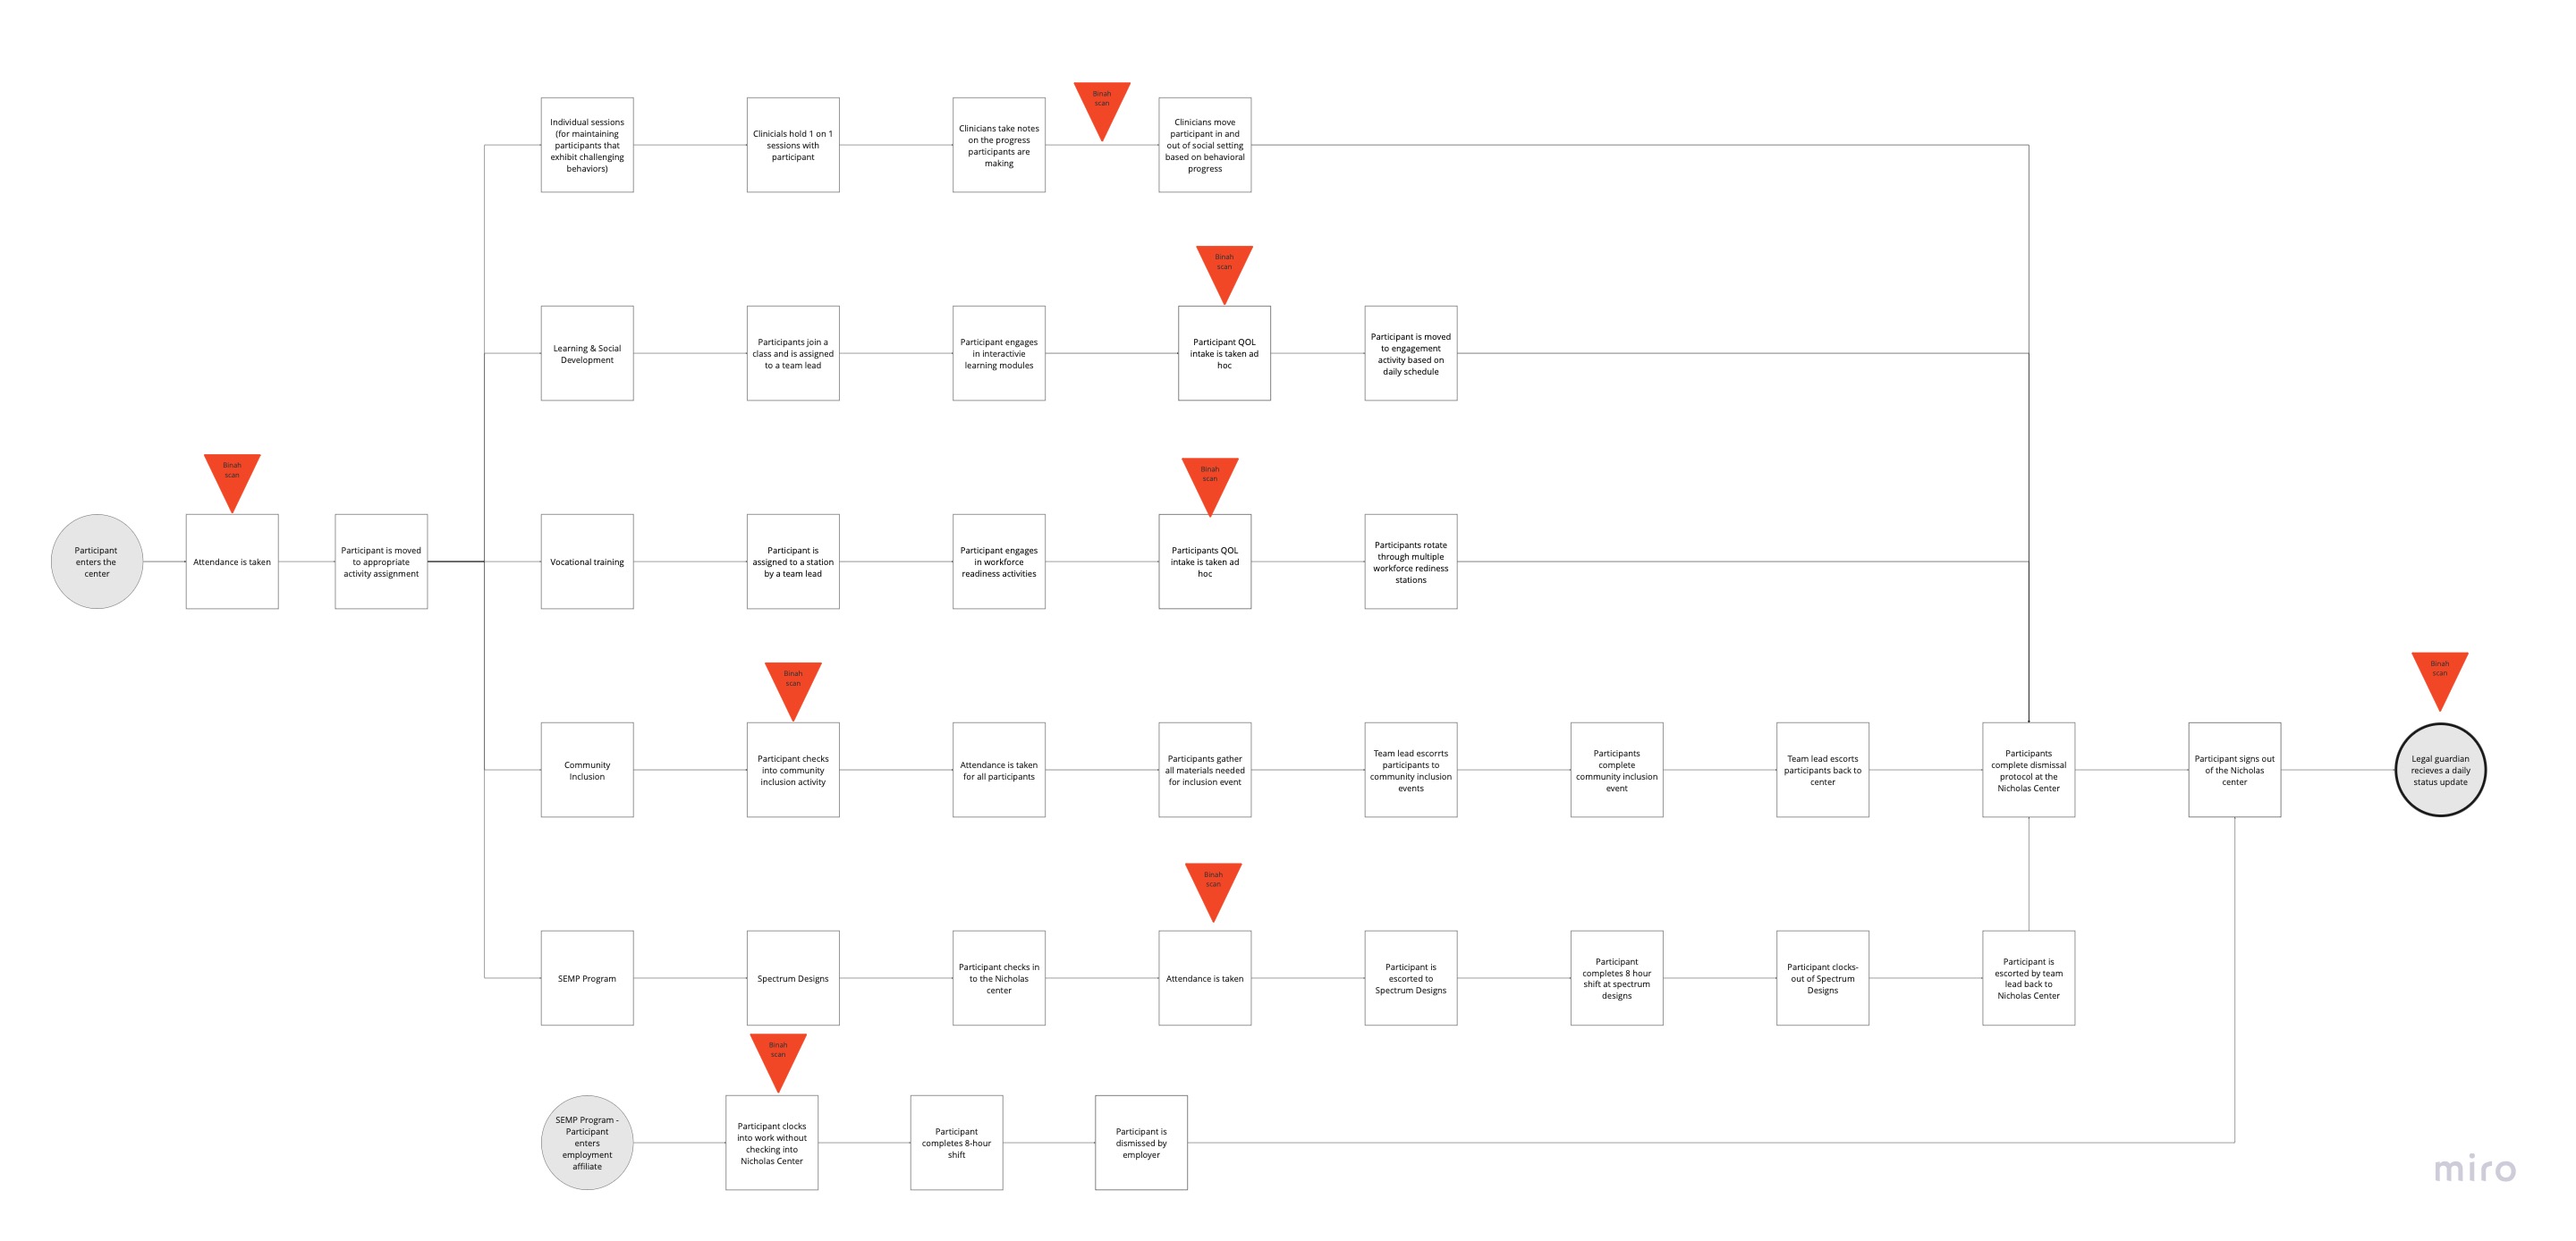 Binah
scan
Individual sessions
(for maintaining
participants that
exhibit challenging
behaviors)
Clinicials hold 1 on 1
sessions with
participant
Clinicians take notes
on the progress
participants are
making
Clinicians move
participant in and
out of social setting
based on behavioral
progress
Binah
scan
Learning & Social
Development
Participants join a
class and is assigned
to a team lead
Participant engages
in interactivie
learning modules
Participant QOL
intake is taken ad
hoc
Participant is moved
to engagement
activity based on
daily schedule
Binah
scan
Binah
scan
Participant
enters the
center
Attendance is taken
Participant is moved
to appropriate
activity assignment
Vocational training
Participant is
assigned to a station
by a team lead
Participant engages
in workforce
readiness activities
Participants QOL
intake is taken ad
hoc
Participants rotate
through multiple
workforce rediness
stations
Binah
scan
Binah
scan
Community
Inclusion
Participant checks
into community
inclusion activity
Attendance is taken
for all participants
Participants gather
all materials needed
for inclusion event
Team lead escorrts
participants to
community inclusion
events
Participants
complete
community inclusion
event
Team lead escorts
participants back to
center
Participants
complete dismissal
protocol at the
Nicholas Center
Participant signs out
of the Nicholas
center
Legal guardian
recieves a daily
status update
Binah
scan
SEMP Program
Spectrum Designs
Participant checks in
to the Nicholas
center
Attendance is taken
Participant is
escorted to
Spectrum Designs
Participant
completes 8 hour
shift at spectrum
designs
Participant clocks-
out of Spectrum
Designs
Participant is
escorted by team
lead back to
Nicholas Center
Binah
scan
SEMP Program -
Participant
enters
employment
affiliate
Participant clocks
into work without
checking into
Nicholas Center
Participant
completes 8-hour
shift
Participant is
dismissed by
employer
miro